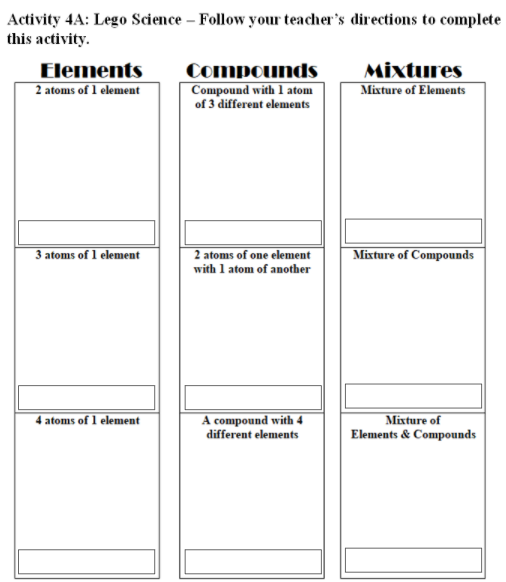 Activity 4A: Lego Science – Follow your teacher's directions to complete
this activity.
Elements
Compounds
Mixtures
2 atoms of 1 element
Compound with 1 atom
of 3 different elements
Mixture of Elements
3 atoms of 1 element
2 atoms of one element
with 1 atom of another
Mixture of Compounds
4 atoms of 1 element
A compound with 4
different elements
Mixture of
Elements & Compounds